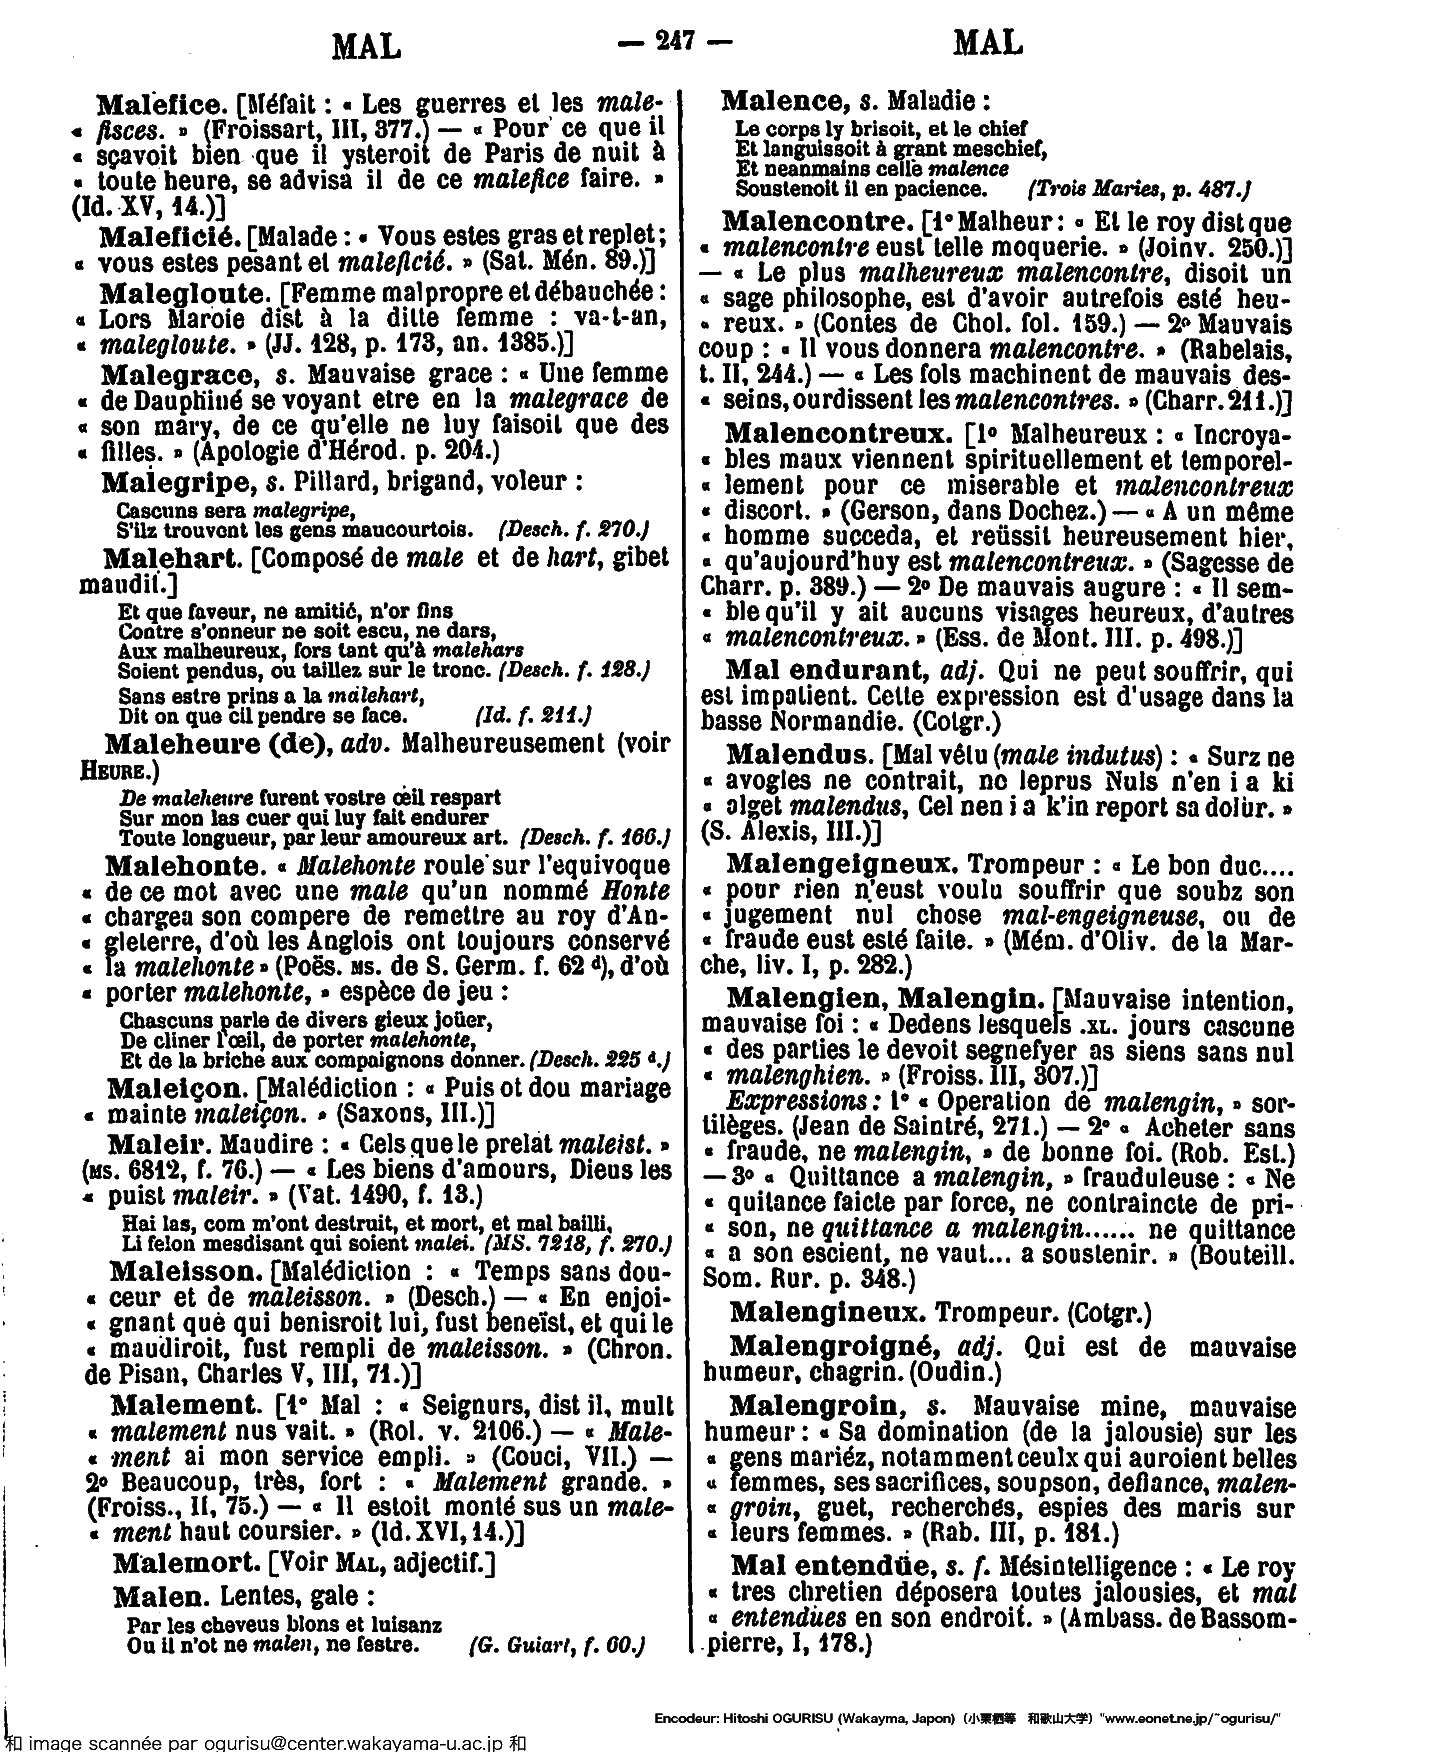 MAL — 247 — MAL
Malefice. [Méfait : « Les guerres et les male-
« fisces. » (Froissart, III, 377.) — « Pour ce que il
« sçavoit bien que il ysteroit de Paris de nuit à
« toute heure, se advisa il de ce malefice faire. »
(Id. XV, 14.)]
Maleficié. [Malade : « Vous estes gras et replet ;
« vous estes pesant et maleficié. » (Sat. Mén. 89.)]
Malegloute. [Femme malpropre et débauchée :
« Lors Maroie dist à la ditte femme : va-t-an,
« malegloute. » (JJ. 128, p. 173, an. 1385.)]
Malegrace, s. Mauvaise grace : « Une femme
« de Dauphiné se voyant etre en la malegrace de
« son mary, de ce qu'elle ne luy faisoit que des
« filles. » (Apologie d'Hérod. p. 204.)
Malegripe, s. Pillard, brigand, voleur :
Cascuns sera malegripe,
S'ilz trouvent les gens maucourtois. (Desch. f. 270.)
Malehart. [Composé de male et de hart, gibet
maudit.]
Et que faveur, ne amitié, n'or fins
Contre s'onneur ne soit escu, ne dars,
Aux malheureux, fors tant qu'à malehars
Soient pendus, ou taillez sur le tronc. (Desch. f. 128.)
Sans estre prins a la malehart,
Dit on que cil pendre se face. (Id. f. 211.)
Maleheure (de), adv. Malheureusement (voir
HEURE.)
De maleheure furent vostre œil respart
Sur mon las cuer qui luy fait endurer
Toute longueur, par leur amoureux art. (Desch. f. 166.)
Malehonte. « Malehonte roule sur l'equivoque
« de ce mot avec une male qu'un nommé Honte
« chargea son compere de remettre au roy d'An-
« gleterre, d'où les Anglois ont toujours conservé
« la malehonte » (Poës. MS. de S. Germ. f. 62 d), d'où
« porter malehonte, » espèce de jeu :
Chascuns parle de divers gieux joüer,
De cliner l'œil, de porter malehonte,
Et de la briche aux compaignons donner. (Desch. 225 d.)
Maleiçon. [Malédiction : « Puis ot dou mariage
« mainte maleiçon. » (Saxons, III.)]
Maleir. Maudire : « Cels que le prelat maleist. »
(MS. 6812, f. 76.) — « Les biens d'amours, Dieus les
« puist maleir. » (Vat. 1490, f. 13.)
Hai las, com m'ont destruit, et mort, et mal bailli,
Li felon mesdisant qui soient malei. (MS. 7218, f. 270.)
Maleisson. [Malédiction : « Temps sans dou-
« ceur et de maleisson. » (Desch.) — « En enjoi-
« gnant que qui benisroit lui, fust beneïst, et qui le
« maudiroit, fust rempli de maleisson. » (Chron.
de Pisan, Charles V, III, 71.)]
Malement. [1° Mal : « Seignurs, dist il, mult
« malement nus vait. » (Rol. v. 2106.) — « Male-
« ment ai mon service empli. » (Couci, VII.) —
2° Beaucoup, très, fort : « Malement grande. »
(Froiss., II, 75.) — « Il estoit monté sus un male-
« ment haut coursier. » (Id. XVI, 14.)]
Malemort. [Voir MAL, adjectif.]
Malen. Lentes, gale :
Par les cheveus blons et luisanz
Ou il n'ot ne malen, ne festre. (G. Guiart, f. 60.)
Malence, s. Maladie :
Le corps ly brisoit, et le chief
Et languissoit à grant meschief,
Et neanmains celle malence
Soustenoit il en pacience. (Trois Maries, p. 487.)
Malencontre. [1° Malheur : « Et le roy dist que
« malencontre eust telle moquerie. » (Joinv. 250.)]
— « Le plus malheureux malencontre, disoit un
« sage philosophe, est d'avoir autrefois esté heu-
« reux. » (Contes de Chol. fol. 159.) — 2° Mauvais
coup : « Il vous donnera malencontre. » (Rabelais,
t. II, 244.) — « Les fols machinent de mauvais des-
« seins, ourdissent les malencontres. » (Charr. 211.)]
Malencontreux. [1° Malheureux : « Incroya-
« bles maux viennent spirituellement et temporel-
« lement pour ce miserable et malencontreux
« discort. » (Gerson, dans Dochez.) — « A un même
« homme succeda, et reüssit heureusement hier,
« qu'aujourd'huy est malencontreux. » (Sagesse de
Charr. p. 389.) — 2° De mauvais augure : « Il sem-
« ble qu'il y ait aucuns visages heureux, d'autres
« malencontreux. » (Ess. de Mont. III. p. 498.)]
Mal endurant, adj. Qui ne peut souffrir, qui
est impatient. Cette expression est d'usage dans la
basse Normandie. (Cotgr.)
Malendus. [Mal vêtu (male indutus) : « Surz ne
« avogles ne contrait, ne leprus Nuls n'en i a ki
« alget malendus, Cel nen i a k'in report sa dolur. »
(S. Alexis, III.)]
Malengeigneux. Trompeur : « Le bon duc....
« pour rien n'eust voulu souffrir que soubz son
« jugement nul chose mal-engeigneuse, ou de
« fraude eust esté faite. » (Mém. d'Oliv. de la Mar-
che, liv. I, p. 282.)
Malengien, Malengin. [Mauvaise intention,
mauvaise foi : « Dedens lesquels .XL. jours cascune
« des parties le devoit segnefyer as siens sans nul
« malenghien. » (Froiss. III, 307.)]
Expressions : 1° « Operation de malengin, » sor-
tilèges. (Jean de Saintré, 271.) — 2° « Acheter sans
« fraude, ne malengin, » de bonne foi. (Rob. Est.)
— 3° « Quittance a malengin, » frauduleuse : « Ne
« quitance faicte par force, ne contraincte de pri-
« son, ne quittance a malengin...... ne quittance
« a son escient, ne vaut... a soustenir. » (Bouteill.
Som. Rur. p. 348.)
Malengineux. Trompeur. (Cotgr.)
Malengroigné, adj. Qui est de mauvaise
humeur, chagrin. (Oudin.)
Malengroin, s. Mauvaise mine, mauvaise
humeur : « Sa domination (de la jalousie) sur les
« gens mariéz, notamment ceulx qui auroient belles
« femmes, ses sacrifices, soupson, defiance, malen-
« groin, guet, recherches, espies des maris sur
« leurs femmes. » (Rab. III, p. 181.)
Mal entendüe, s. f. Mésintelligence : « Le roy
« tres chretien déposera toutes jalousies, et mal
« entendües en son endroit. » (Ambass. de Bassom-
pierre, I, 178.)
Encodeur: Hitoshi OGURISU (Wakayma, Japon) (小栗栖等 和歌山大学) "www.eonet.ne.jp/~ogurisu/"
和 image scannée par ogurisu@center.wakayama-u.ac.jp 和